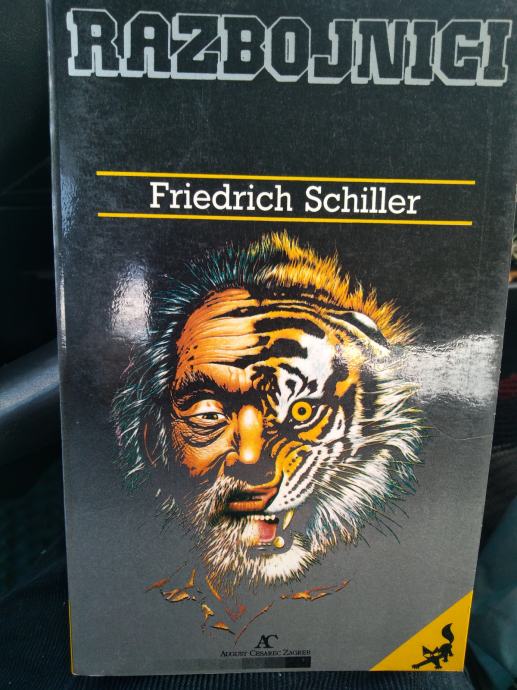 RAZBOJNICI
Friedrich Schiller
AC
AUGUST CESAREC ZAGREB